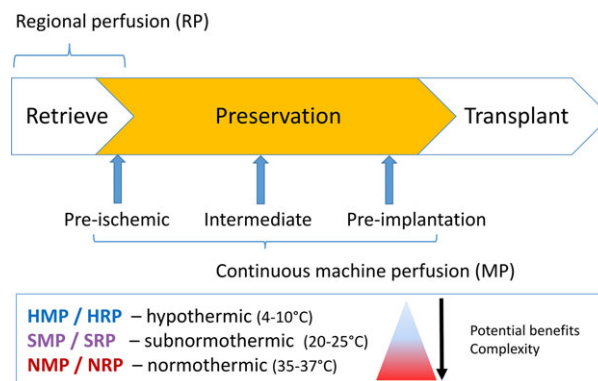 Regional perfusion (RP)
Retrieve
Preservation
Transplant
Pre-ischemic
Intermediate
Pre-implantation
Continuous machine perfusion (MP)
HMP / HRP – hypothermic (4-10°C)
SMP / SRP – subnormothermic (20-25°C)
NMP / NRP – normothermic (35-37°C)
Potential benefits
Complexity